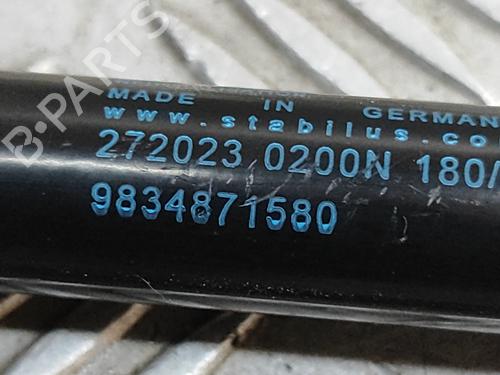 MADE IN GERMAN
www.stabilus.co
272023 0200N 180/
9834871580
B-PARTS